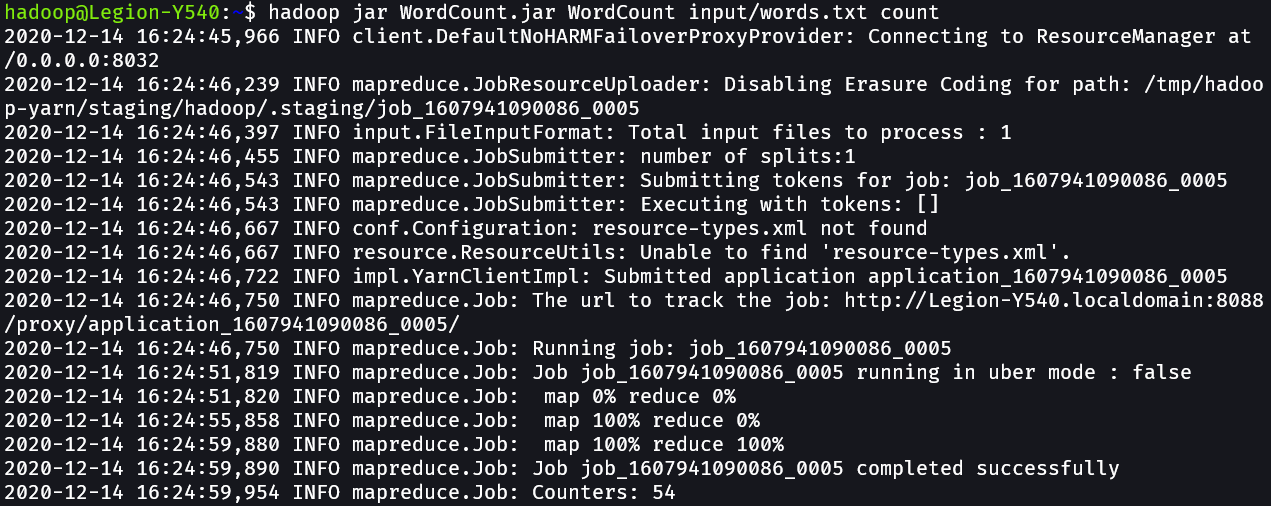 hadoop@Legion-Y540:~$ hadoop jar WordCount.jar WordCount input/words.txt count
2020-12-14 16:24:45,966 INFO client.DefaultNoHARMFailoverProxyProvider: Connecting to ResourceManager at
/0.0.0.0:8032
2020-12-14 16:24:46,239 INFO mapreduce.JobResourceUploader: Disabling Erasure Coding for path: /tmp/hadoo
p-yarn/staging/hadoop/.staging/job_1607941090086_0005
2020-12-14 16:24:46,397 INFO input.FileInputFormat: Total input files to process : 1
2020-12-14 16:24:46,455 INFO mapreduce.JobSubmitter: number of splits:1
2020-12-14 16:24:46,543 INFO mapreduce.JobSubmitter: Submitting tokens for job: job_1607941090086_0005
2020-12-14 16:24:46,543 INFO mapreduce.JobSubmitter: Executing with tokens: []
2020-12-14 16:24:46,667 INFO conf.Configuration: resource-types.xml not found
2020-12-14 16:24:46,667 INFO resource.ResourceUtils: Unable to find 'resource-types.xml'.
2020-12-14 16:24:46,722 INFO impl.YarnClientImpl: Submitted application application_1607941090086_0005
2020-12-14 16:24:46,750 INFO mapreduce.Job: The url to track the job: http://Legion-Y540.localdomain:8088
/proxy/application_1607941090086_0005/
2020-12-14 16:24:46,750 INFO mapreduce.Job: Running job: job_1607941090086_0005
2020-12-14 16:24:51,819 INFO mapreduce.Job: Job job_1607941090086_0005 running in uber mode : false
2020-12-14 16:24:51,820 INFO mapreduce.Job:  map 0% reduce 0%
2020-12-14 16:24:55,858 INFO mapreduce.Job:  map 100% reduce 0%
2020-12-14 16:24:59,880 INFO mapreduce.Job:  map 100% reduce 100%
2020-12-14 16:24:59,890 INFO mapreduce.Job: Job job_1607941090086_0005 completed successfully
2020-12-14 16:24:59,954 INFO mapreduce.Job: Counters: 54